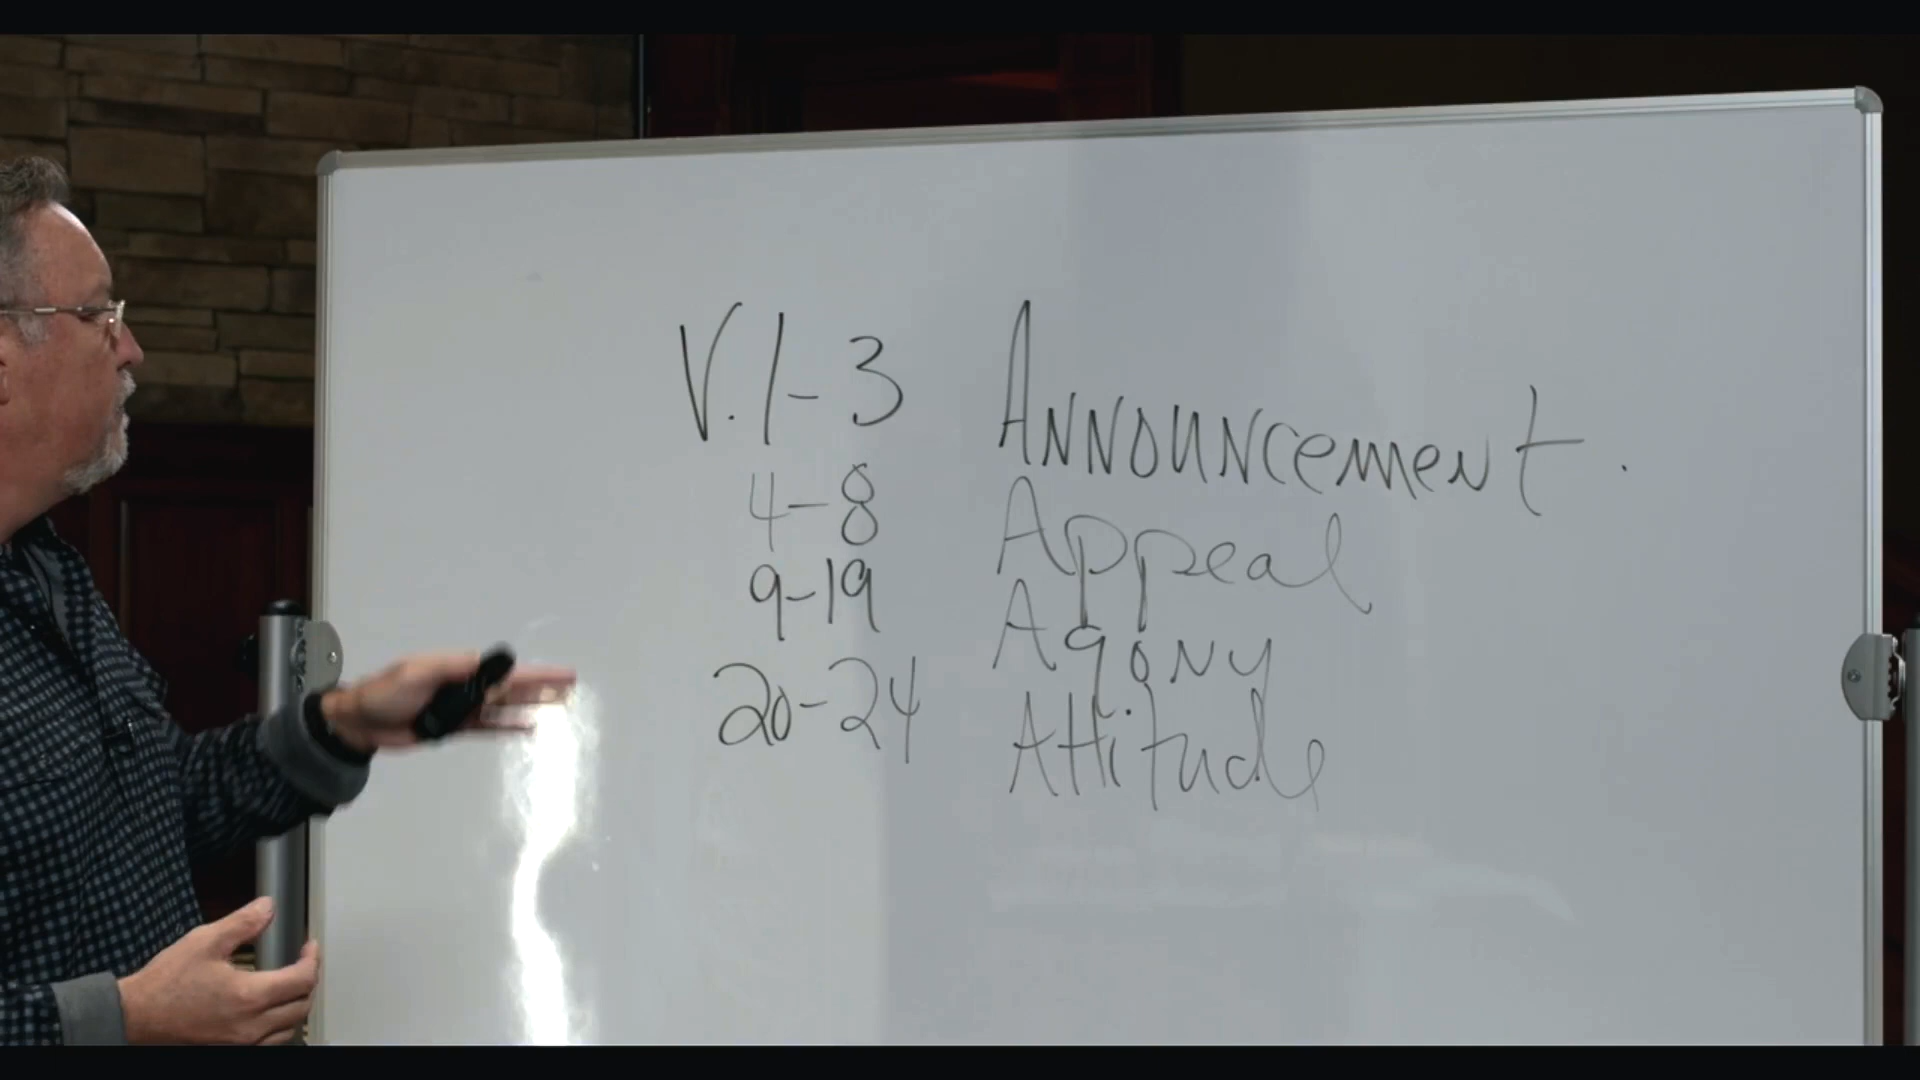 V. 1-3 Announcement.
4-8 Appeal
9-19 Agony
20-24 Attitude